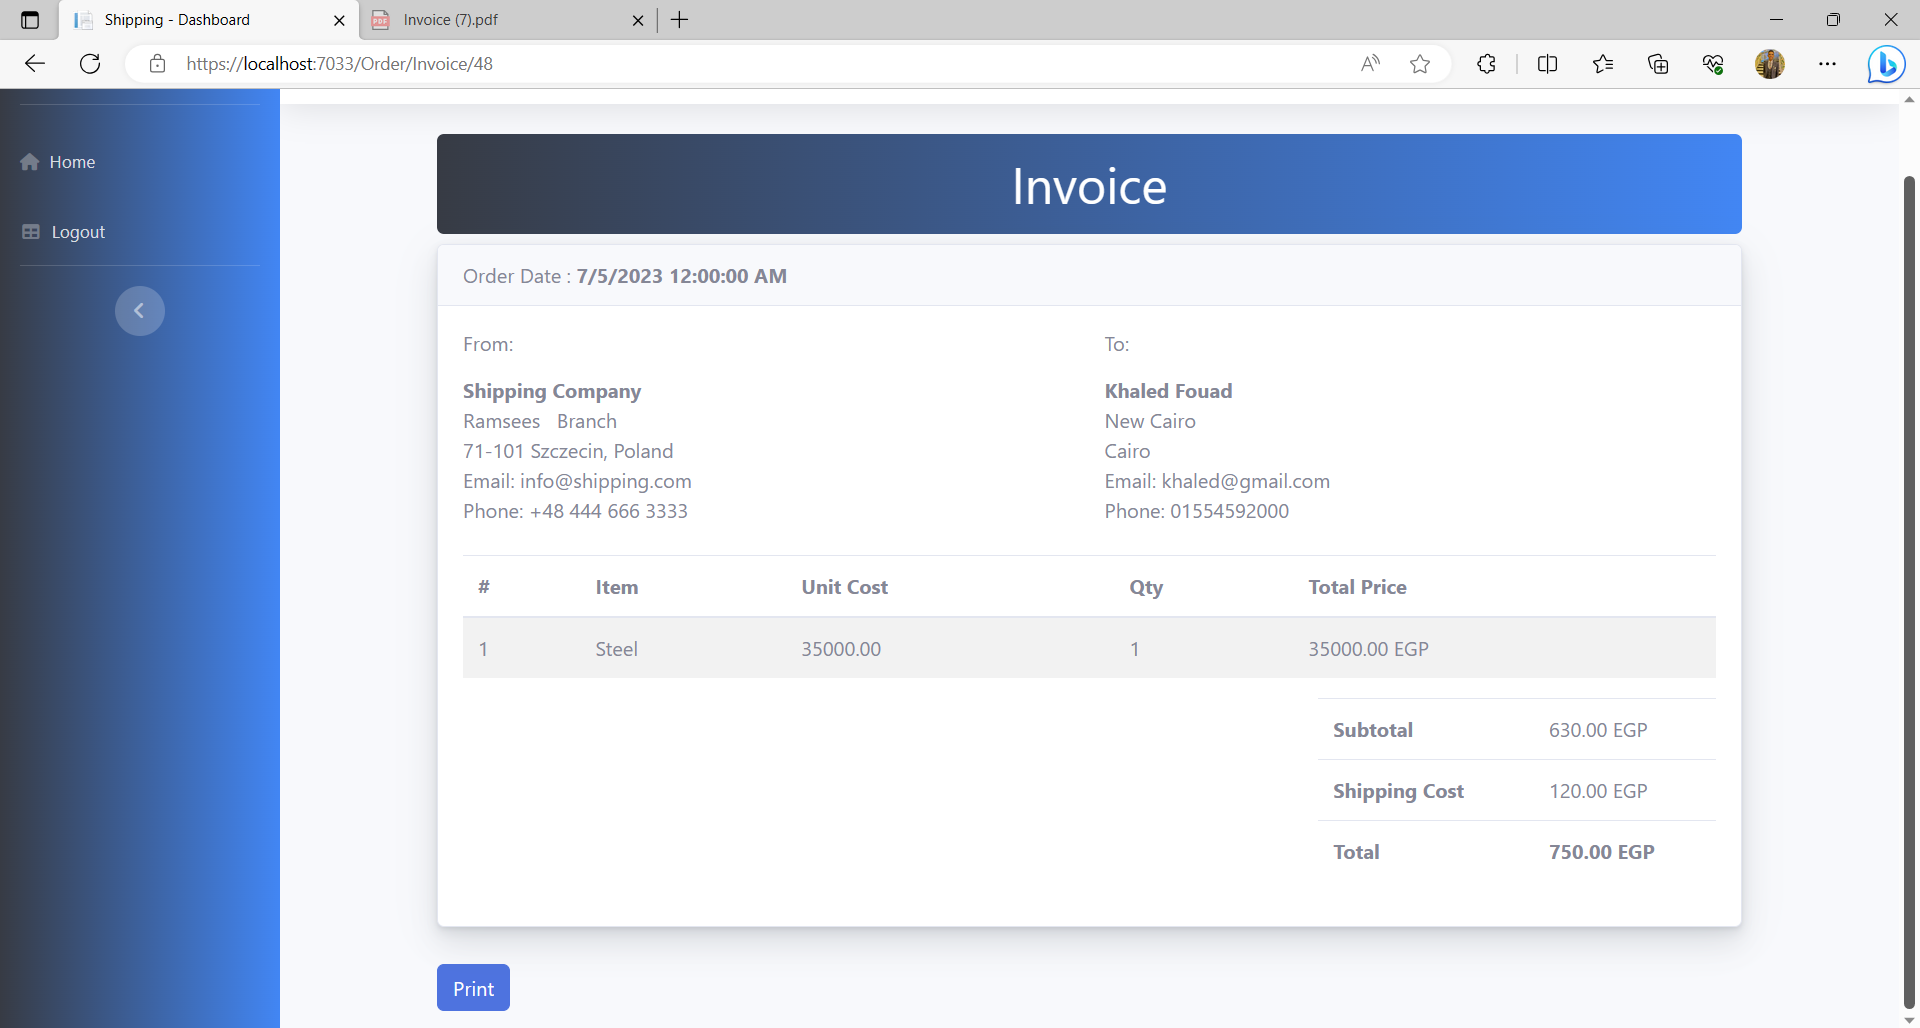 Shipping - Dashboard
Invoice (7).pdf
https://localhost:7033/Order/Invoice/48
Home
Logout
Invoice
Order Date : 7/5/2023 12:00:00 AM
From:
Shipping Company
Ramsees Branch
71-101 Szczecin, Poland
Email: info@shipping.com
Phone: +48 444 666 3333
To:
Khaled Fouad
New Cairo
Cairo
Email: khaled@gmail.com
Phone: 01554592000
# Item Unit Cost Qty Total Price
1 Steel 35000.00 1 35000.00 EGP
Subtotal 630.00 EGP
Shipping Cost 120.00 EGP
Total 750.00 EGP
Print